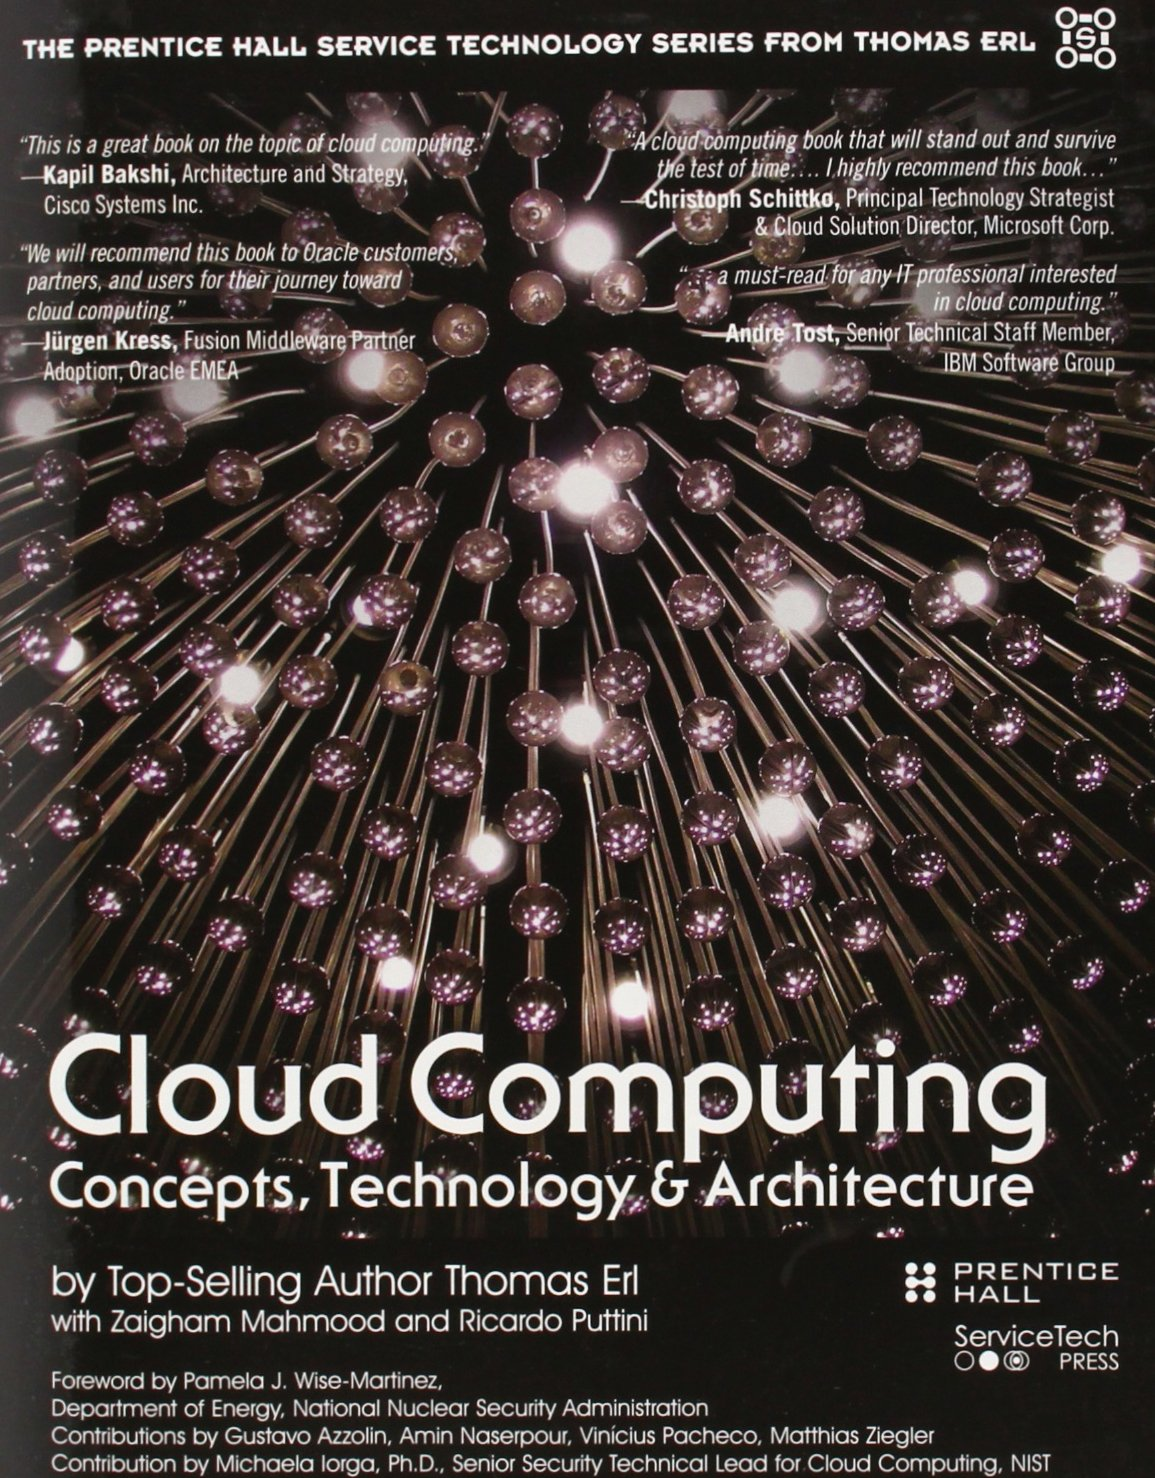 THE PRENTICE HALL SERVICE TECHNOLOGY SERIES FROM THOMAS ERL
"This is a great book on the topic of cloud computing."
—Kapil Bakshi, Architecture and Strategy,
Cisco Systems Inc.
"We will recommend this book to Oracle customers,
partners, and users for their journey toward
cloud computing."
—Jürgen Kress, Fusion Middleware Partner
Adoption, Oracle EMEA
"A cloud computing book that will stand out and survive
the test of time.... I highly recommend this book..."
—Christoph Schittko, Principal Technology Strategist
& Cloud Solution Director, Microsoft Corp.
"... a must-read for any IT professional interested
in cloud computing."
—Andre Tost, Senior Technical Staff Member,
IBM Software Group
Cloud Computing
Concepts, Technology & Architecture
by Top-Selling Author Thomas Erl
with Zaigham Mahmood and Ricardo Puttini
PRENTICE
HALL
ServiceTech
PRESS
Foreword by Pamela J. Wise-Martinez,
Department of Energy, National Nuclear Security Administration
Contributions by Gustavo Azzolin, Amin Naserpour, Vinícius Pacheco, Matthias Ziegler
Contribution by Michaela Iorga, Ph.D., Senior Security Technical Lead for Cloud Computing, NIST